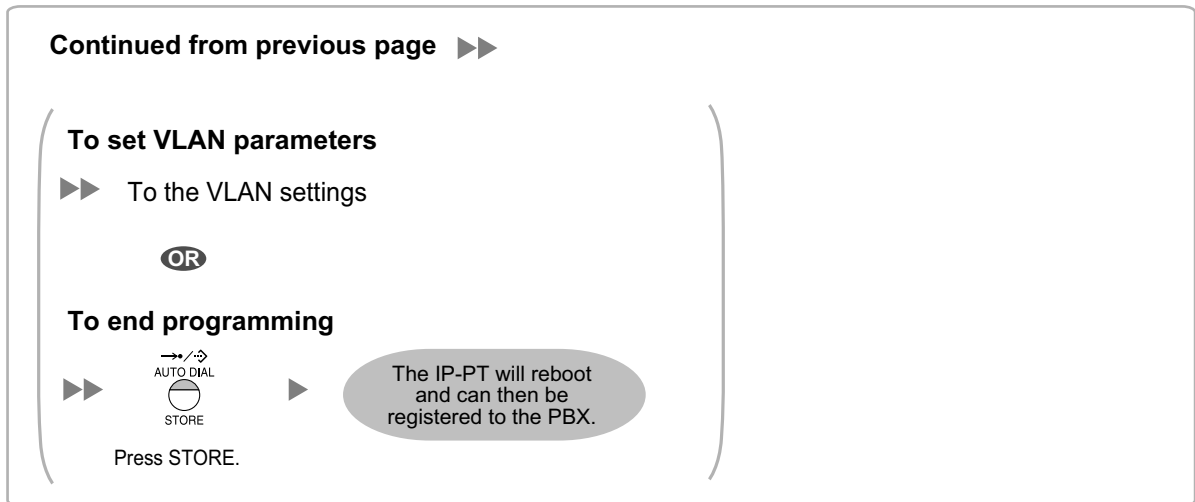 Continued from previous page
To set VLAN parameters
To the VLAN settings
OR
To end programming
AUTO DIAL
STORE
Press STORE.
The IP-PT will reboot
and can then be
registered to the PBX.